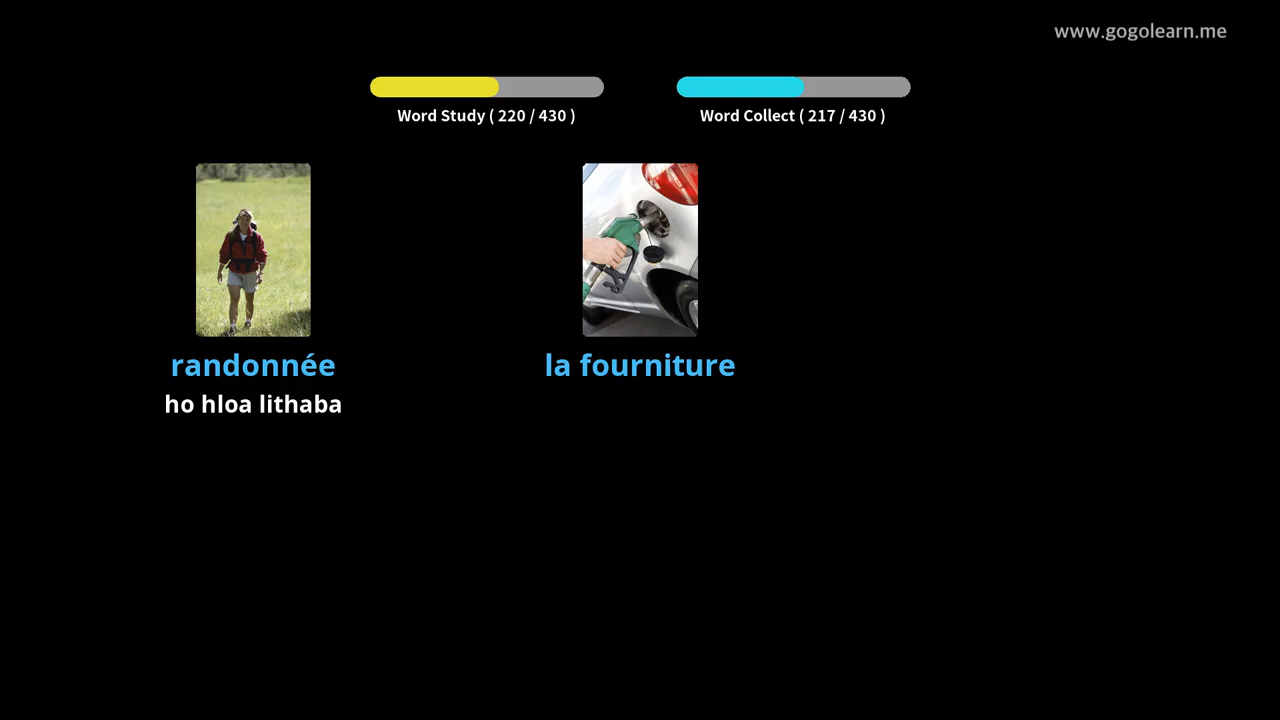 www.gogolearn.me
Word Study ( 220 / 430 )
Word Collect ( 217 / 430 )
randonnée
la fourniture
ho hloa lithaba